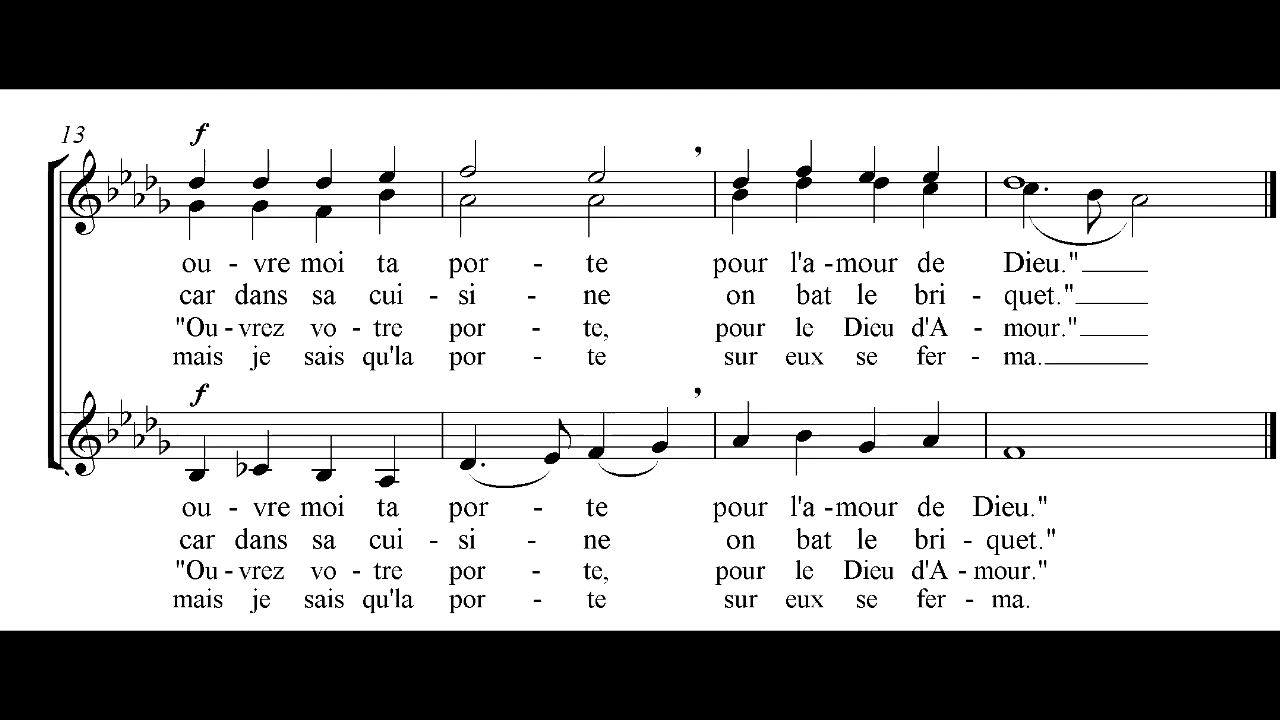 13
f
ou - vre moi ta por - te pour l'a - mour de Dieu."
car dans sa cui - si - ne on bat le bri - quet."
"Ou - vrez vo - tre por - te, pour le Dieu d'A - mour."
mais je sais qu'la por - te sur eux se fer - ma.
f
ou - vre moi ta por - te pour l'a - mour de Dieu."
car dans sa cui - si - ne on bat le bri - quet."
"Ou - vrez vo - tre por - te, pour le Dieu d'A - mour."
mais je sais qu'la por - te sur eux se fer - ma.